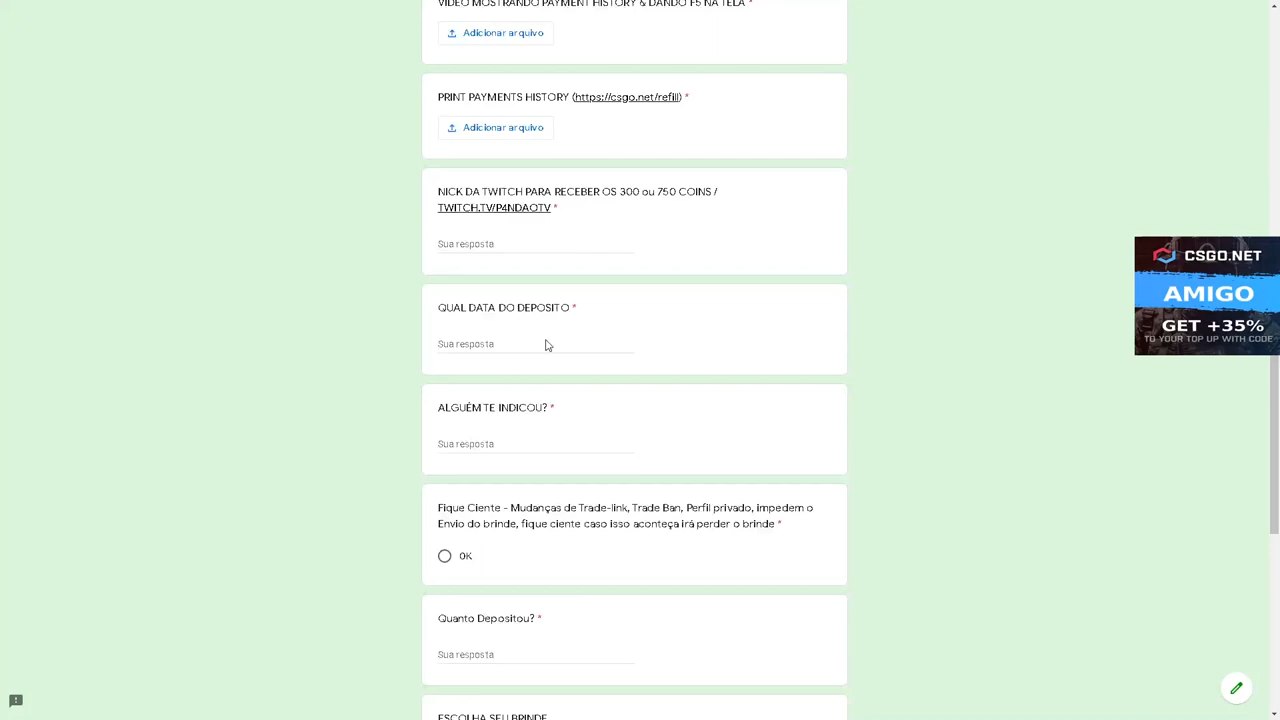 VIDEO MOSTRANDO PAYMENT HISTORY & DANDO F5 NA TELA *
Adicionar arquivo
PRINT PAYMENTS HISTORY (https://csgo.net/refill) *
Adicionar arquivo
NICK DA TWITCH PARA RECEBER OS 300 ou 750 COINS /
TWITCH.TV/P4NDAOTV *
Sua resposta
QUAL DATA DO DEPOSITO *
Sua resposta
ALGUÉM TE INDICOU? *
Sua resposta
Fique Ciente - Mudanças de Trade-link, Trade Ban, Perfil privado, impedem o
Envio do brinde, fique ciente caso isso aconteça irá perder o brinde *
OK
Quanto Depositou? *
Sua resposta
ESCOLHA SEU BRINDE
CSGO.NET
AMIGO
GET +35%
TO YOUR TOP UP WITH CODE